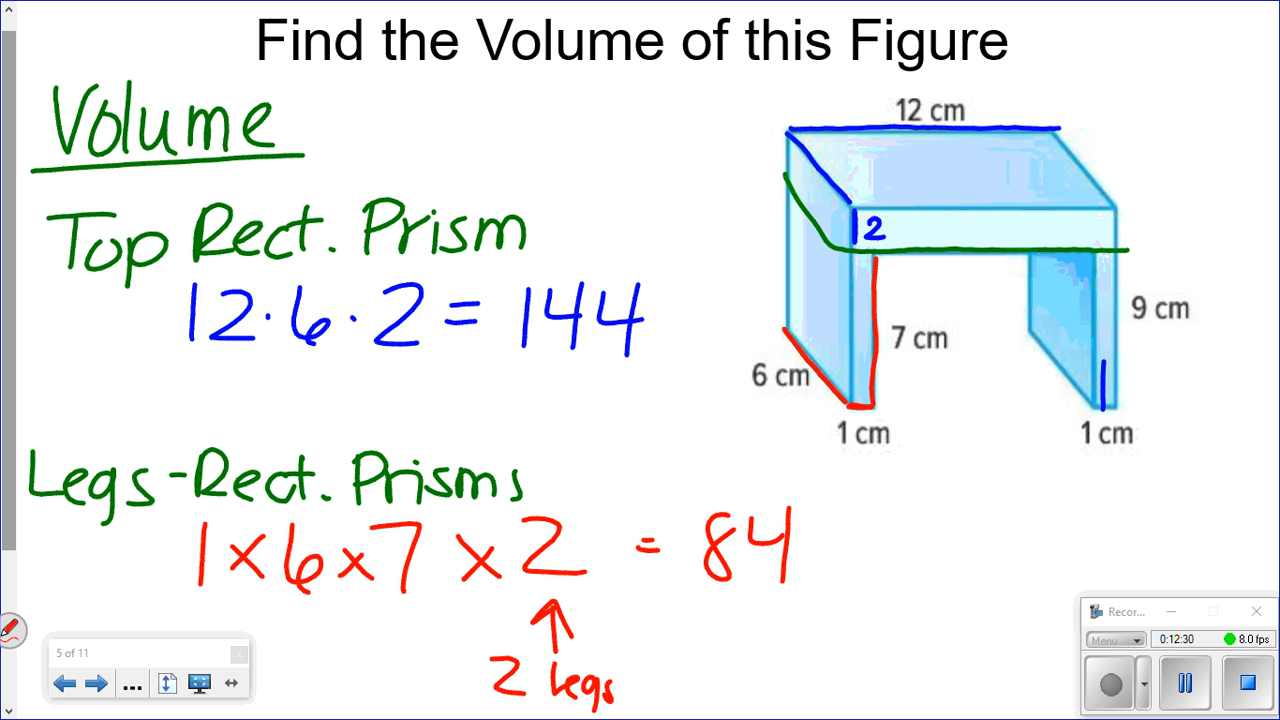 Find the Volume of this Figure
Volume
Top Rect. Prism
12 · 6 · 2 = 144
Legs - Rect. Prisms
1 x 6 x 7 x 2 = 84
2 Legs
12 cm
2
9 cm
7 cm
6 cm
1 cm
1 cm
5 of 11
...
Recor...
Menu
0:12:30
8.0 fps